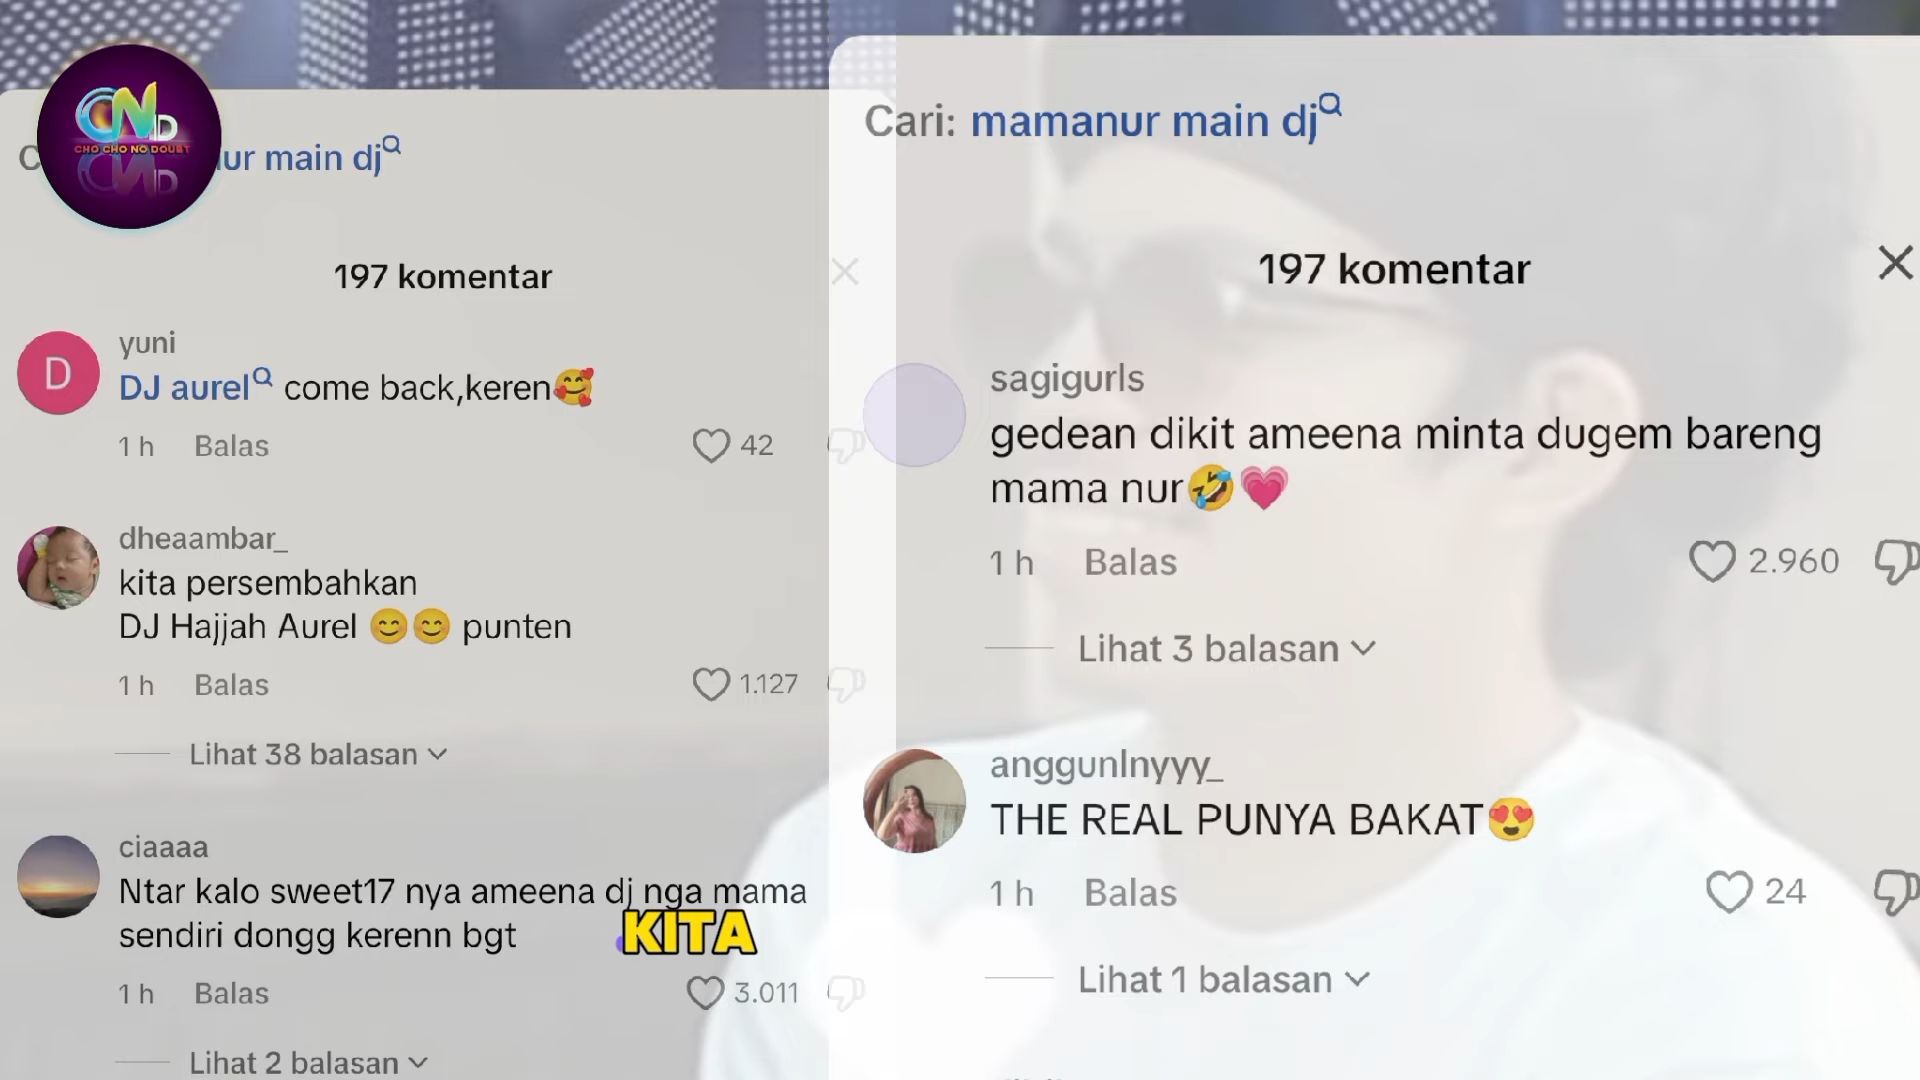 CND
CHO CHO NO DOUBT
C
ur main dj
197 komentar
D
yuni
DJ aurel come back,keren🥰
1 h Balas 42
dheaambar_
kita persembahkan
DJ Hajjah Aurel 😊😊 punten
1 h Balas 1.127
Lihat 38 balasan
ciaaaa
Ntar kalo sweet17 nya ameena dj nga mama
sendiri dongg kerenn bgt
KITA
1 h Balas 3.011
Lihat 2 balasan
Cari: mamanur main dj
197 komentar
sagigurls
gedean dikit ameena minta dugem bareng
mama nur🤣💗
1 h Balas 2.960
Lihat 3 balasan
anggunlnyyy_
THE REAL PUNYA BAKAT😍
1 h Balas 24
Lihat 1 balasan